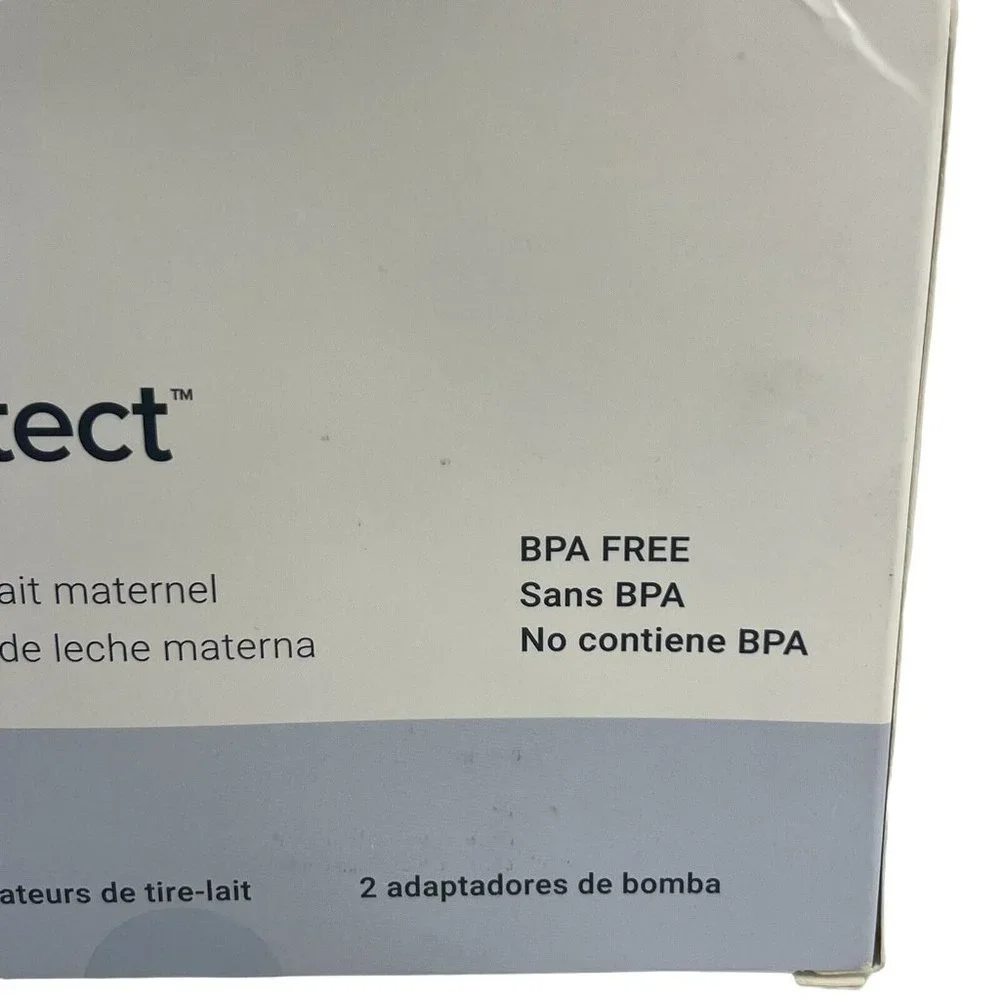 tect™
ait maternel
de leche materna
BPA FREE
Sans BPA
No contiene BPA
ateurs de tire-lait
2 adaptadores de bomba